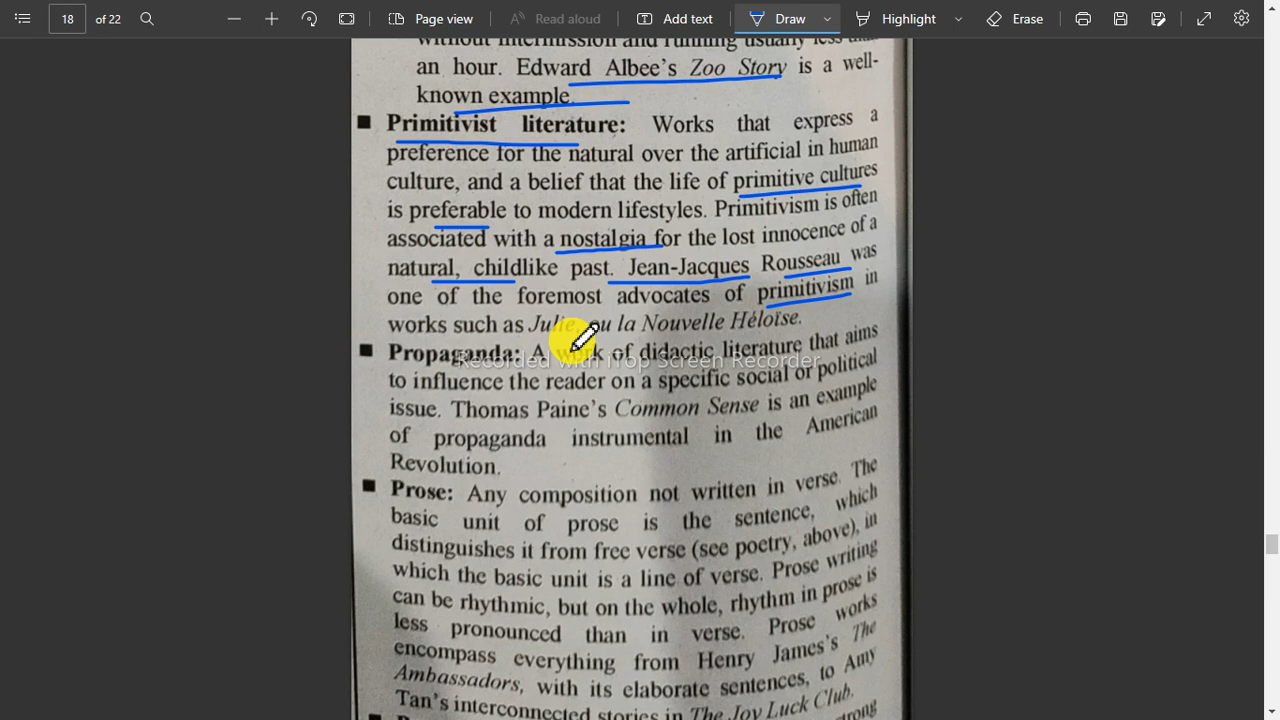 18 of 22 Page view Read aloud Add text Draw Highlight Erase
without intermission and running usually less than
an hour. Edward Albee's Zoo Story is a well-
known example.
■ Primitivist literature: Works that express a
preference for the natural over the artificial in human
culture, and a belief that the life of primitive cultures
is preferable to modern lifestyles. Primitivism is often
associated with a nostalgia for the lost innocence of a
natural, childlike past. Jean-Jacques Rousseau was
one of the foremost advocates of primitivism in
works such as Julie, ou la Nouvelle Héloïse.
■ Propaganda: A work of didactic literature that aims
Recorded with iTop Screen Recorder
to influence the reader on a specific social or political
issue. Thomas Paine's Common Sense is an example
of propaganda instrumental in the American
Revolution.
■ Prose: Any composition not written in verse. The
basic unit of prose is the sentence, which
distinguishes it from free verse (see poetry, above), in
which the basic unit is a line of verse. Prose writing
can be rhythmic, but on the whole, rhythm in prose is
less pronounced than in verse. Prose works
encompass everything from Henry James's The
Ambassadors, with its elaborate sentences, to Amy
Tan's interconnected stories in The Joy Luck Club.
strong